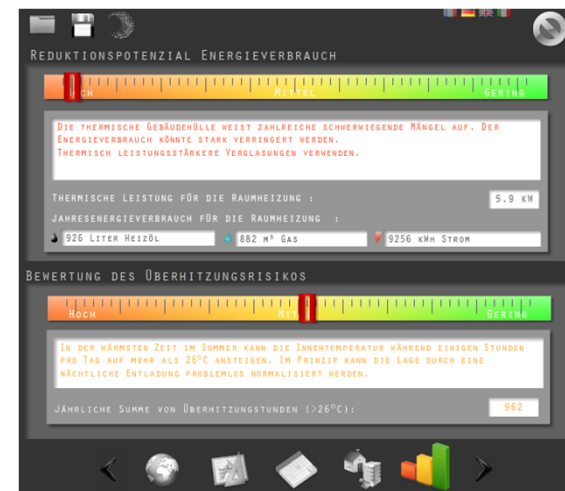 Reduktionspotenzial Energieverbrauch
Mittel
Gering
Die thermische Gebäudehülle weist zahlreiche schwerwiegende Mängel auf. Der
Energieverbrauch könnte stark verringert werden.
Thermisch leistungsstärkere Verglasungen verwenden.
Thermische Leistung für die Raumheizung :
5.9 kW
Jahresenergieverbrauch für die Raumheizung :
926 Liter Heizöl
882 m³ Gas
9256 kWh Strom
Bewertung des Überhitzungsrisikos
Hoch
Gering
In der wärmsten Zeit im Sommer kann die Innentemperatur während einigen Stunden
pro Tag auf mehr als 26°C ansteigen. Im Prinzip kann die Lage durch eine
nächtliche Entladung problemlos normalisiert werden.
Jährliche Summe von Überhitzungstunden (>26°C):
962